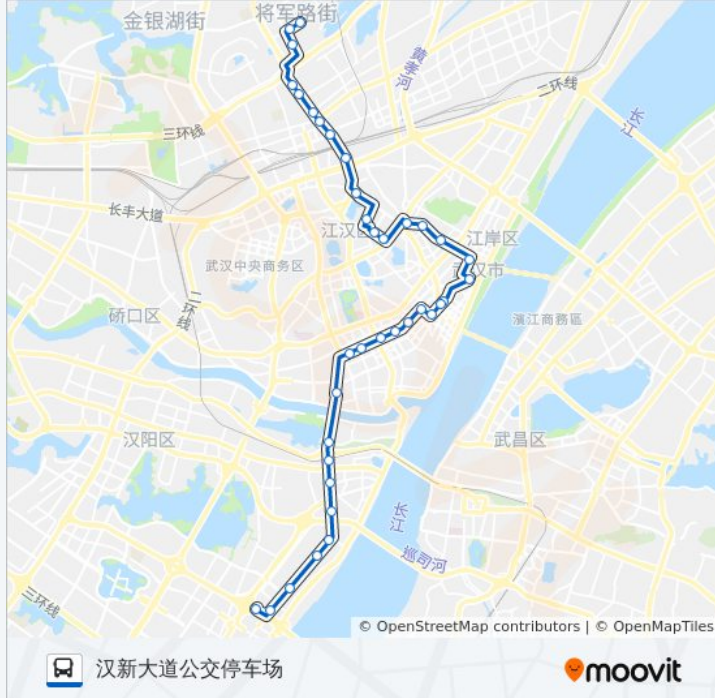 金银湖街
将军路街
黄孝河
二环线
长江
三环线
长丰大道
江汉区
江岸区
武汉中央商务区
武汉市
硚口区
二环线
濱江商務區
汉阳区
武昌区
长江
巡司河
三环线
© OpenStreetMap contributors | © OpenMapTiles
汉新大道公交停车场
moovit